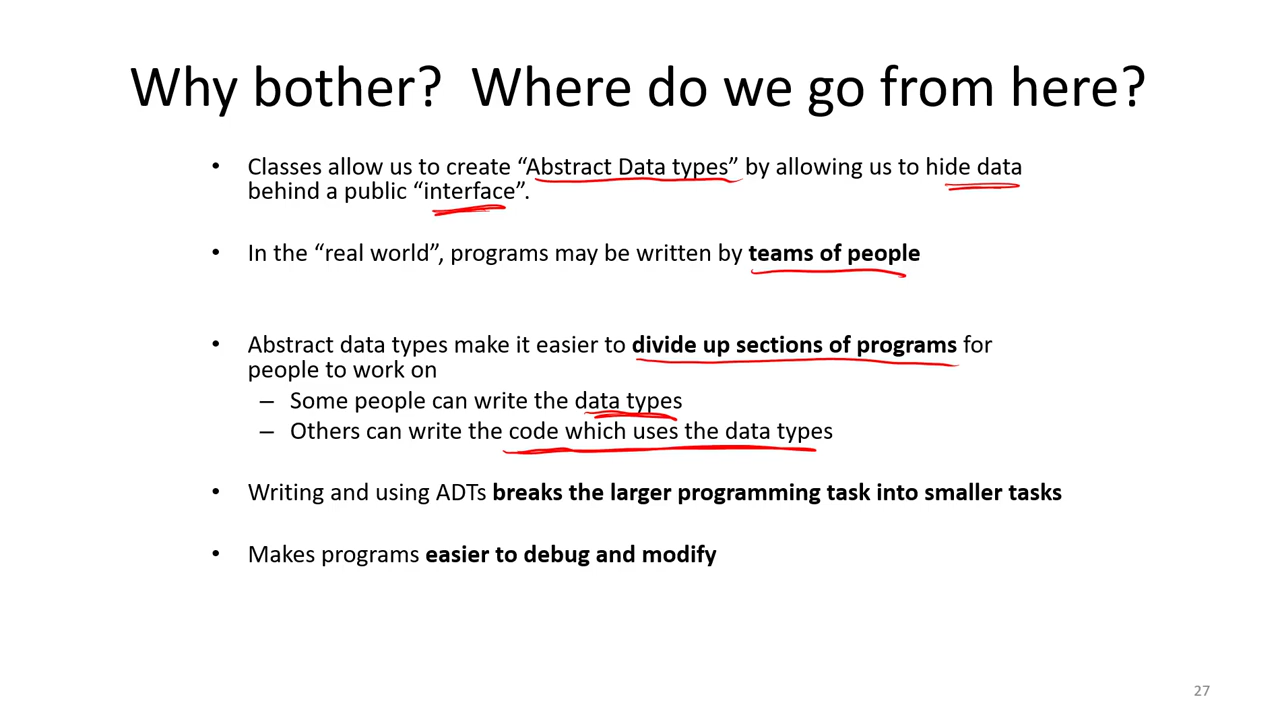 Why bother? Where do we go from here?
• Classes allow us to create “Abstract Data types” by allowing us to hide data
behind a public “interface”.
• In the “real world”, programs may be written by teams of people
• Abstract data types make it easier to divide up sections of programs for
people to work on
– Some people can write the data types
– Others can write the code which uses the data types
• Writing and using ADTs breaks the larger programming task into smaller tasks
• Makes programs easier to debug and modify
27